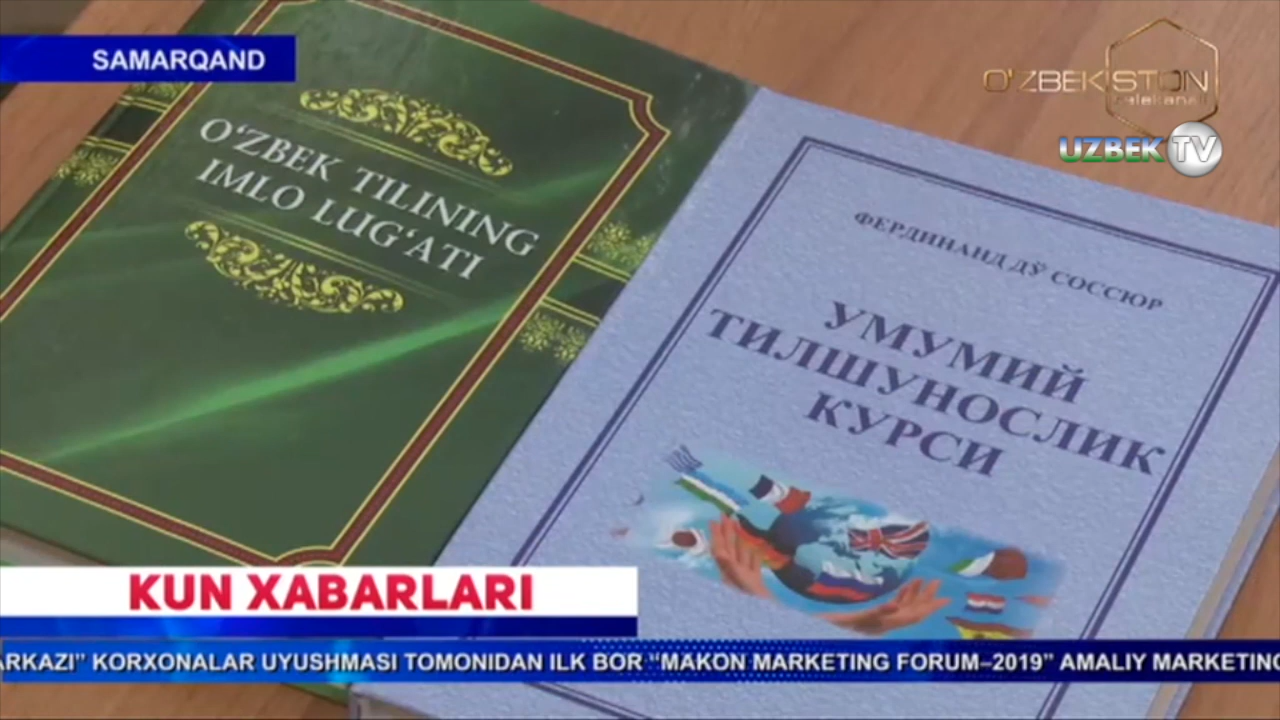 SAMARQAND
O'ZBEKISTON
telekanali
UZBEK TV
O‘ZBEK TILINING
IMLO LUG‘ATI
ФЕРДИНАНД ДЎ СОССЮР
УМУМИЙ
ТИЛШУНОСЛИК
КУРСИ
KUN XABARLARI
ARKAZI” KORXONALAR UYUSHMASI TOMONIDAN ILK BOR “MAKON MARKETING FORUM–2019” AMALIY MARKETING